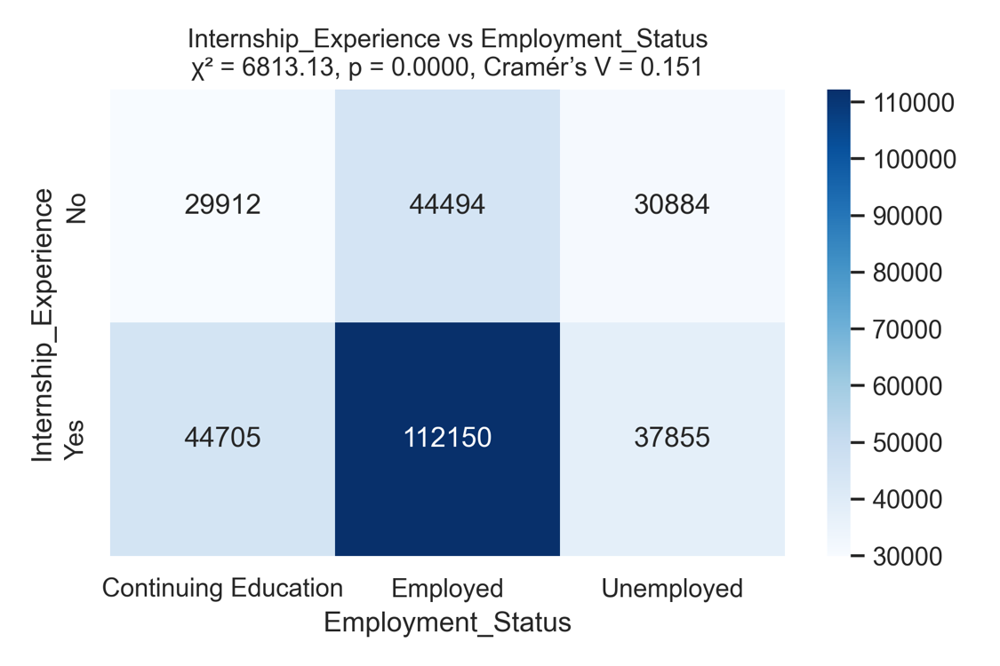 Internship_Experience vs Employment_Status
χ² = 6813.13, p = 0.0000, Cramér’s V = 0.151
Internship_Experience
No
Yes
29912 44494 30884
44705 112150 37855
Continuing Education Employed Unemployed
Employment_Status
110000
100000
90000
80000
70000
60000
50000
40000
30000